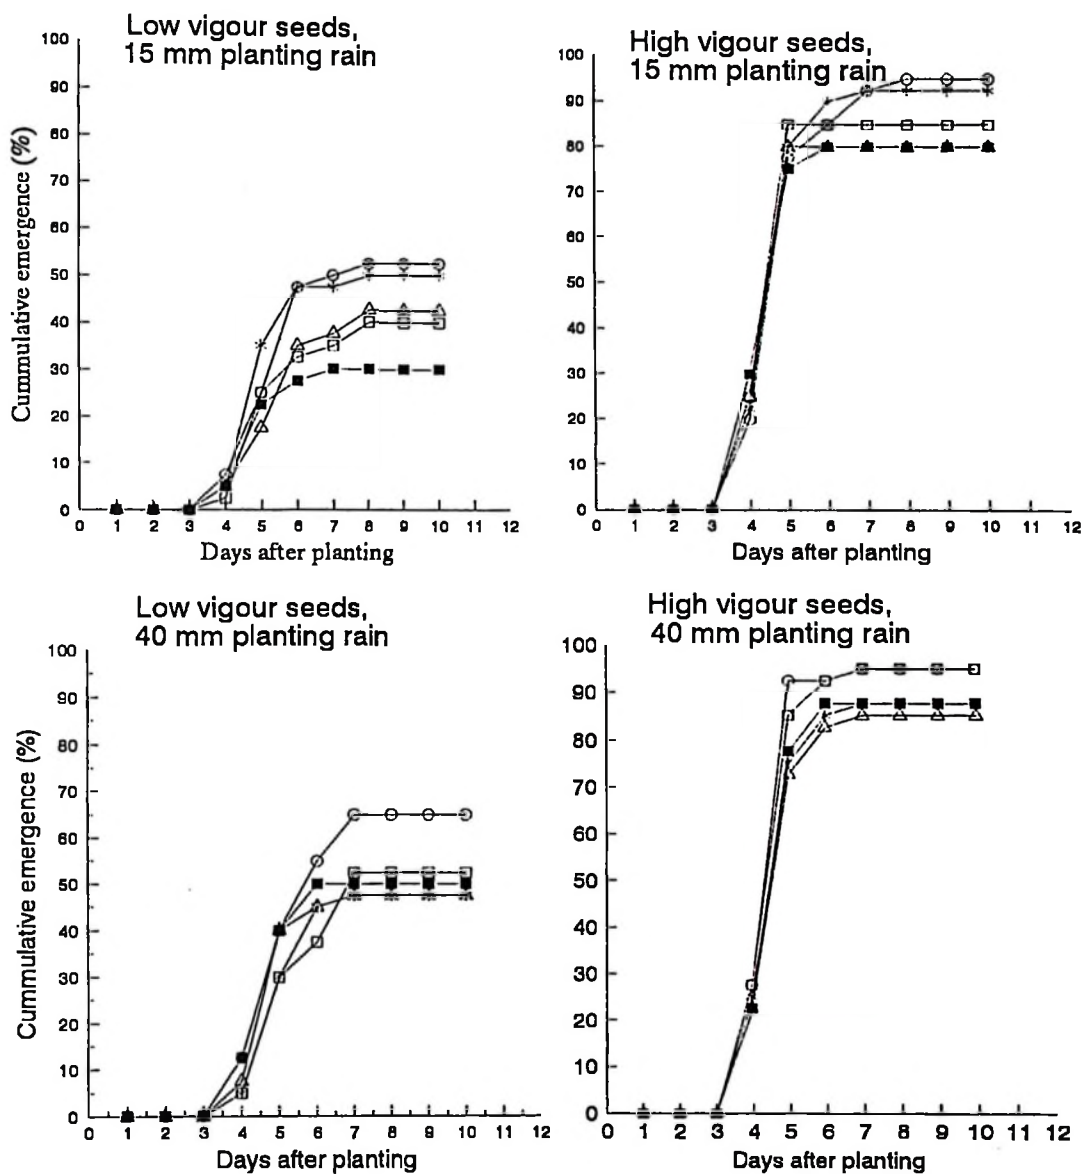 Low vigour seeds,
15 mm planting rain
Cummulative emergence (%)
100
90
80
70
60
50
40
30
20
10
0
0 1 2 3 4 5 6 7 8 9 10 11 12
Days after planting
High vigour seeds,
15 mm planting rain
100
90
80
70
60
50
40
30
20
10
0
0 1 2 3 4 5 6 7 8 9 10 11 12
Days after planting
Low vigour seeds,
40 mm planting rain
Cummulative emergence (%)
100
90
80
70
60
50
40
30
20
10
0
0 1 2 3 4 5 6 7 8 9 10 11 12
Days after planting
High vigour seeds,
40 mm planting rain
100
90
80
70
60
50
40
30
20
10
0
0 1 2 3 4 5 6 7 8 9 10 11 12
Days after planting